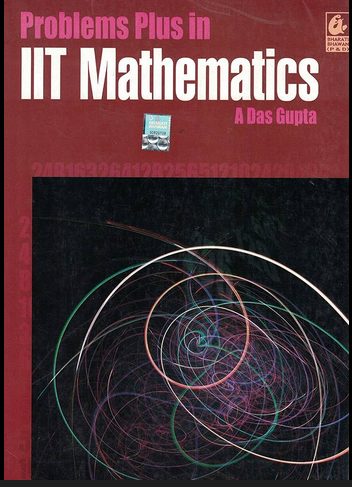 Problems Plus in
IIT Mathematics
A Das Gupta
BHARATI
BHAWAN
(P & D)